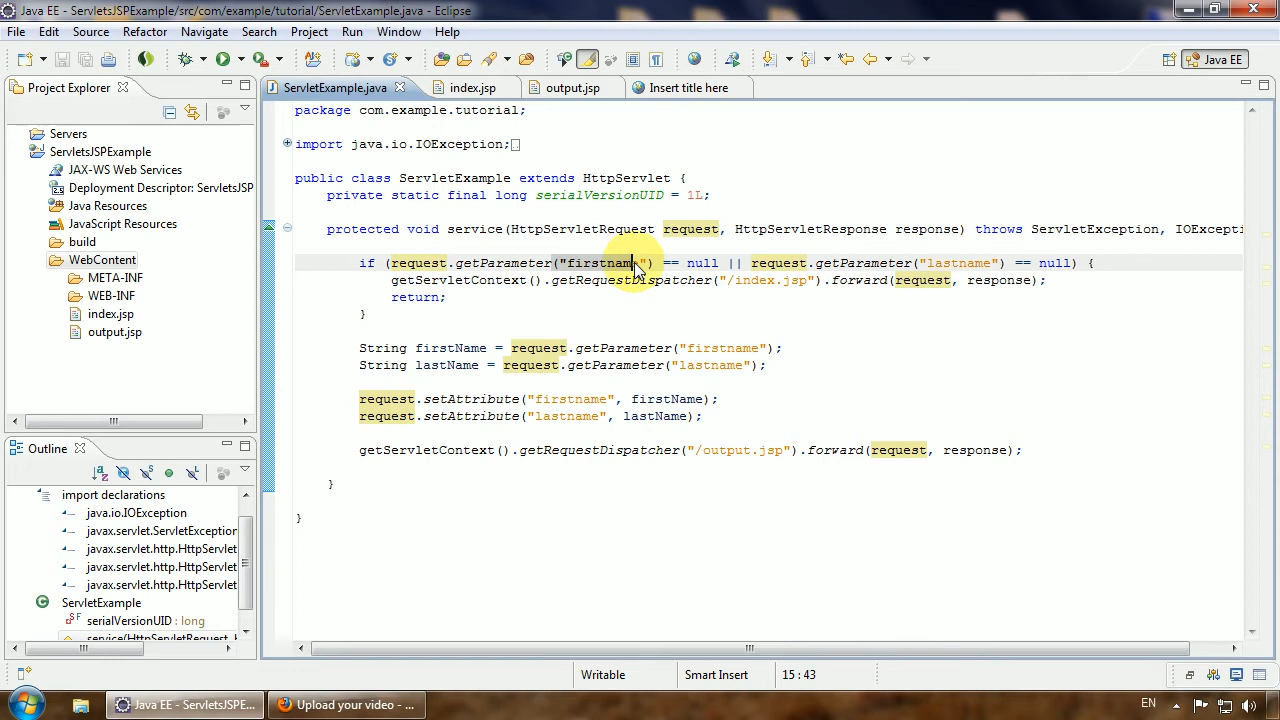 Java EE - ServletsJSPExample/src/com/example/tutorial/ServletExample.java - Eclipse
File Edit Source Refactor Navigate Search Project Run Window Help
Java EE
Project Explorer
ServletExample.java index.jsp output.jsp Insert title here
Servers
ServletsJSPExample
JAX-WS Web Services
Deployment Descriptor: ServletsJSP
Java Resources
JavaScript Resources
build
WebContent
META-INF
WEB-INF
index.jsp
output.jsp
package com.example.tutorial;
import java.io.IOException;
public class ServletExample extends HttpServlet {
private static final long serialVersionUID = 1L;
protected void service(HttpServletRequest request, HttpServletResponse response) throws ServletException, IOExcepti
if (request.getParameter("firstname") == null || request.getParameter("lastname") == null) {
getServletContext().getRequestDispatcher("/index.jsp").forward(request, response);
return;
}
String firstName = request.getParameter("firstname");
String lastName = request.getParameter("lastname");
request.setAttribute("firstname", firstName);
request.setAttribute("lastname", lastName);
getServletContext().getRequestDispatcher("/output.jsp").forward(request, response);
}
}
Outline
import declarations
java.io.IOException
javax.servlet.ServletException
javax.servlet.http.HttpServlet
javax.servlet.http.HttpServlet
javax.servlet.http.HttpServlet
ServletExample
serialVersionUID : long
service(HttpServletRequest,
Writable Smart Insert 15 : 43
Java EE - ServletsJSPE... Upload your video - ... EN